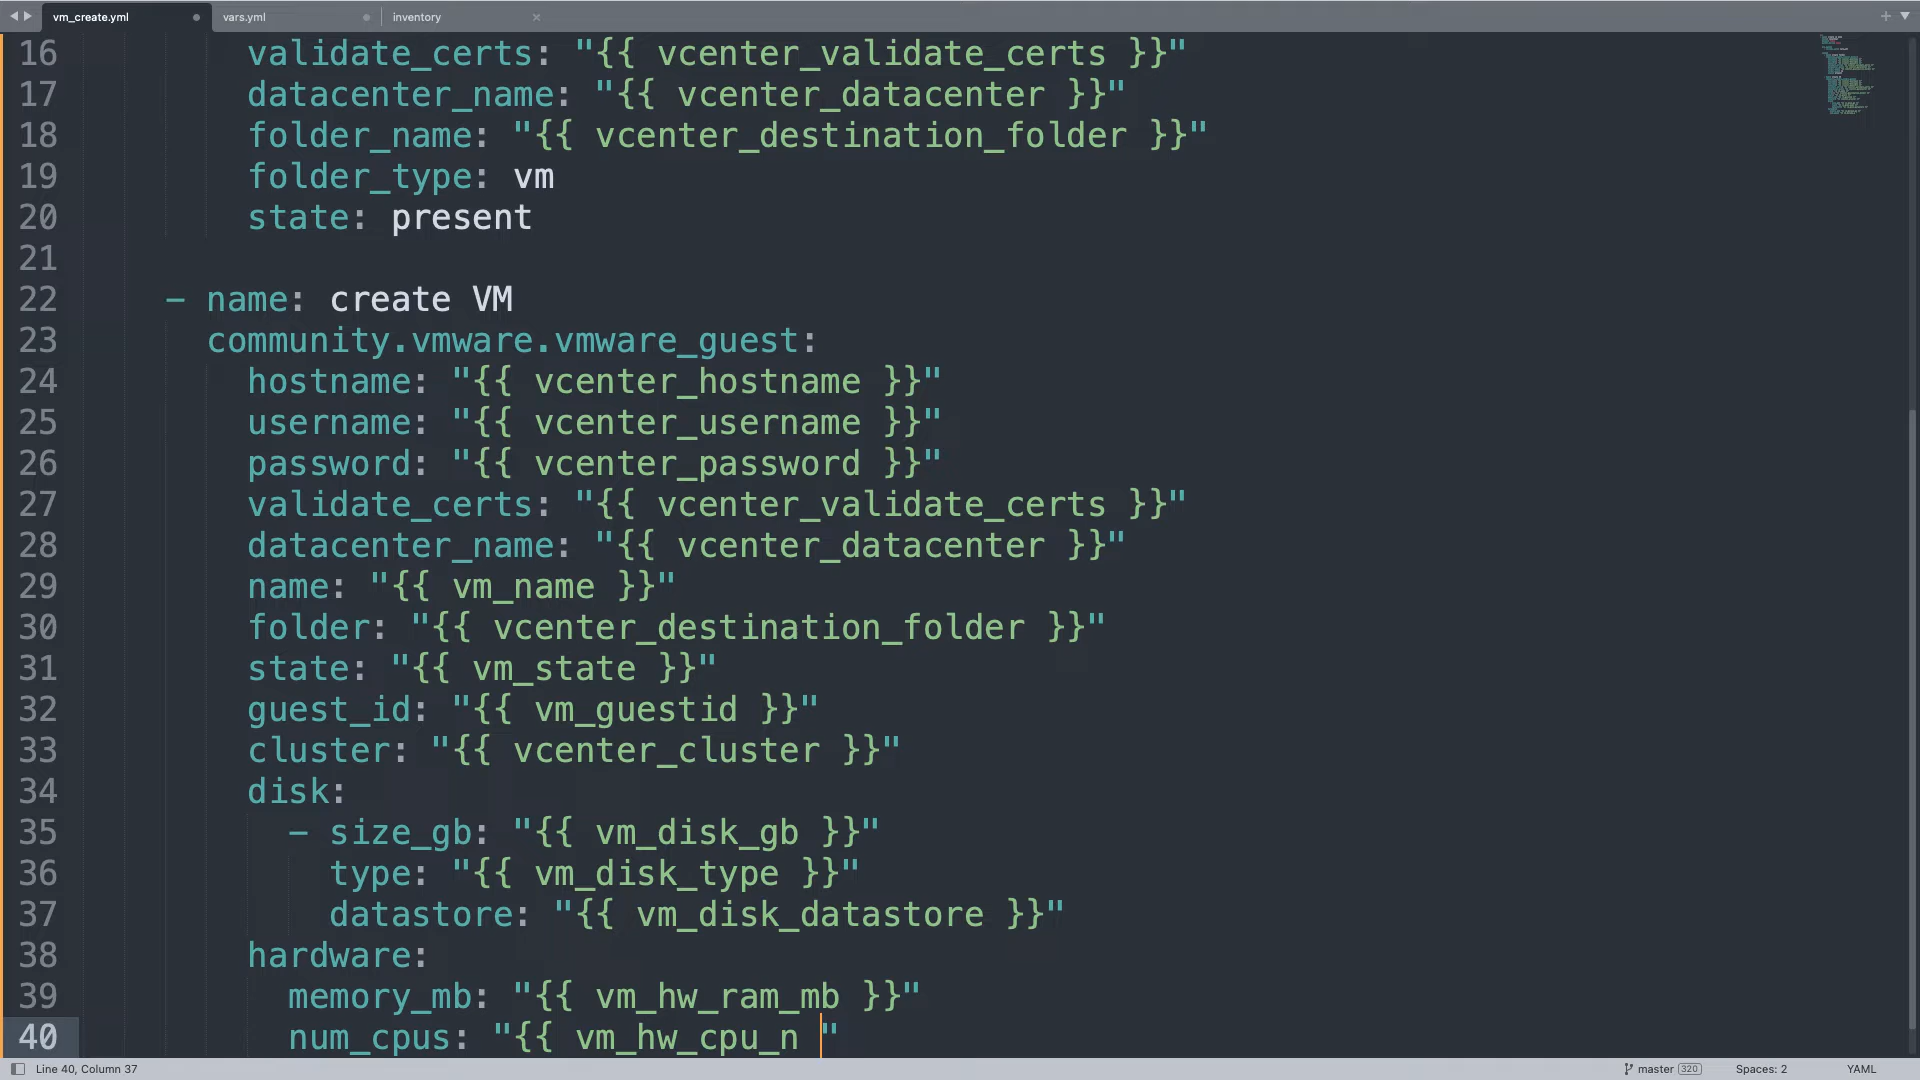 vm_create.yml
vars.yml
inventory
16 validate_certs: "{{ vcenter_validate_certs }}"
17 datacenter_name: "{{ vcenter_datacenter }}"
18 folder_name: "{{ vcenter_destination_folder }}"
19 folder_type: vm
20 state: present
21
22 - name: create VM
23 community.vmware.vmware_guest:
24 hostname: "{{ vcenter_hostname }}"
25 username: "{{ vcenter_username }}"
26 password: "{{ vcenter_password }}"
27 validate_certs: "{{ vcenter_validate_certs }}"
28 datacenter_name: "{{ vcenter_datacenter }}"
29 name: "{{ vm_name }}"
30 folder: "{{ vcenter_destination_folder }}"
31 state: "{{ vm_state }}"
32 guest_id: "{{ vm_guestid }}"
33 cluster: "{{ vcenter_cluster }}"
34 disk:
35 - size_gb: "{{ vm_disk_gb }}"
36 type: "{{ vm_disk_type }}"
37 datastore: "{{ vm_disk_datastore }}"
38 hardware:
39 memory_mb: "{{ vm_hw_ram_mb }}"
40 num_cpus: "{{ vm_hw_cpu_n "
Line 40, Column 37
master 320
Spaces: 2
YAML